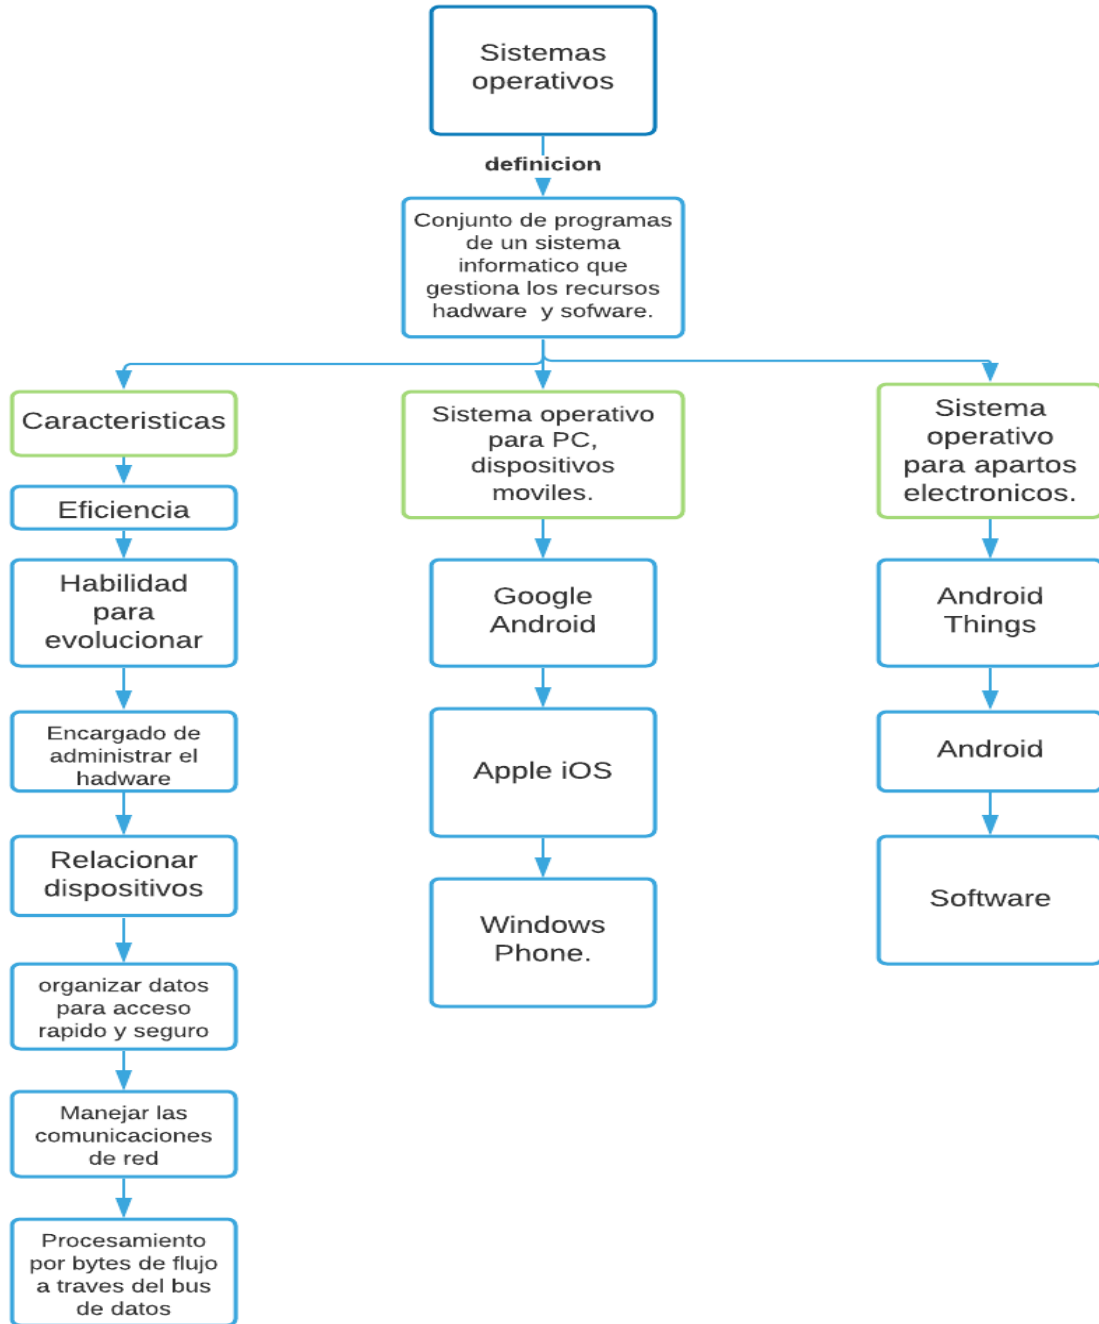 Sistemas
operativos
definicion
Conjunto de programas
de un sistema
informatico que
gestiona los recursos
hadware y sofware.
Caracteristicas
Eficiencia
Habilidad
para
evolucionar
Encargado de
administrar el
hadware
Relacionar
dispositivos
organizar datos
para acceso
rapido y seguro
Manejar las
comunicaciones
de red
Procesamiento
por bytes de flujo
a traves del bus
de datos
Sistema operativo
para PC,
dispositivos
moviles.
Google
Android
Apple iOS
Windows
Phone.
Sistema
operativo
para apartos
electronicos.
Android
Things
Android
Software